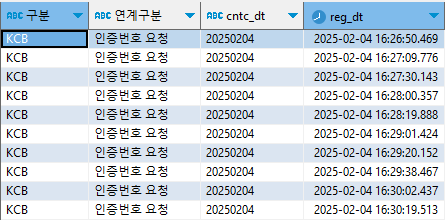 구분 연계구분 cntc_dt reg_dt
KCB 인증번호 요청 20250204 2025-02-04 16:26:50.469
KCB 인증번호 요청 20250204 2025-02-04 16:27:09.776
KCB 인증번호 요청 20250204 2025-02-04 16:27:30.143
KCB 인증번호 요청 20250204 2025-02-04 16:28:00.357
KCB 인증번호 요청 20250204 2025-02-04 16:28:19.888
KCB 인증번호 요청 20250204 2025-02-04 16:29:01.424
KCB 인증번호 요청 20250204 2025-02-04 16:29:20.152
KCB 인증번호 요청 20250204 2025-02-04 16:29:38.467
KCB 인증번호 요청 20250204 2025-02-04 16:30:02.437
KCB 인증번호 요청 20250204 2025-02-04 16:30:19.513